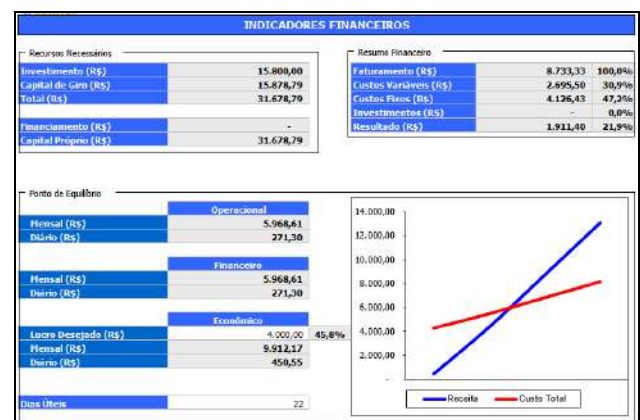 INDICADORES FINANCEIROS
Recursos Necessários
Investimento (R$) 15.800,00
Capital de Giro (R$) 15.878,79
Total (R$) 31.678,79
Financiamento (R$) -
Capital Próprio (R$) 31.678,79
Resumo Financeiro
Faturamento (R$) 8.733,33 100,0%
Custos Variáveis (R$) 2.695,50 30,9%
Custos Fixos (R$) 4.126,43 47,2%
Investimentos (R$) - 0,0%
Resultado (R$) 1.911,40 21,9%
Ponto de Equilíbrio
Operacional
Mensal (R$) 5.968,61
Diário (R$) 271,30
Financeiro
Mensal (R$) 5.968,61
Diário (R$) 271,30
Econômico
Lucro Desejado (R$) 4.000,00 45,8%
Mensal (R$) 9.912,17
Diário (R$) 450,55
Dias Úteis 22
14.000,00
12.000,00
10.000,00
8.000,00
6.000,00
4.000,00
2.000,00
-
Receita Custo Total